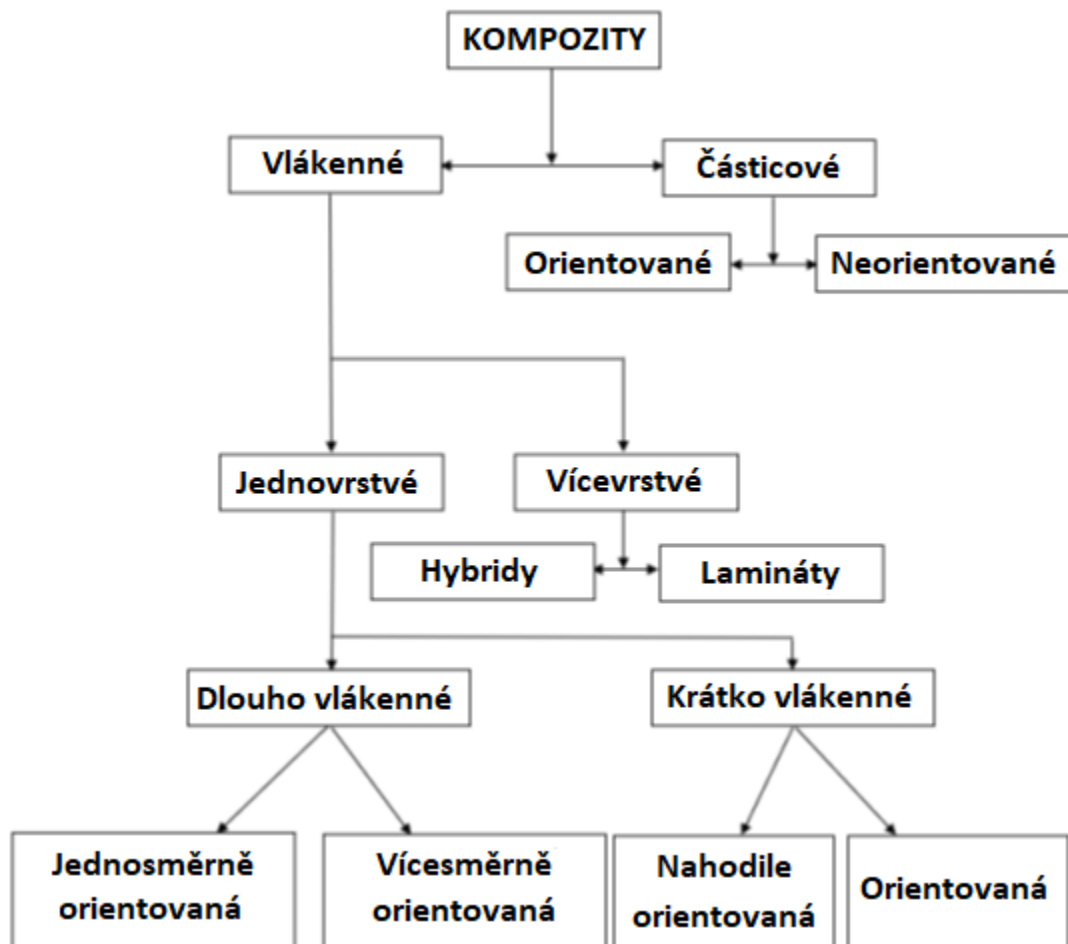 KOMPOZITY
Vlákenné
Částicové
Orientované
Neorientované
Jednovrstvé
Vícevrstvé
Hybridy
Lamináty
Dlouho vlákenné
Krátko vlákenné
Jednosměrně
orientovaná
Vícesměrně
orientovaná
Nahodile
orientovaná
Orientovaná